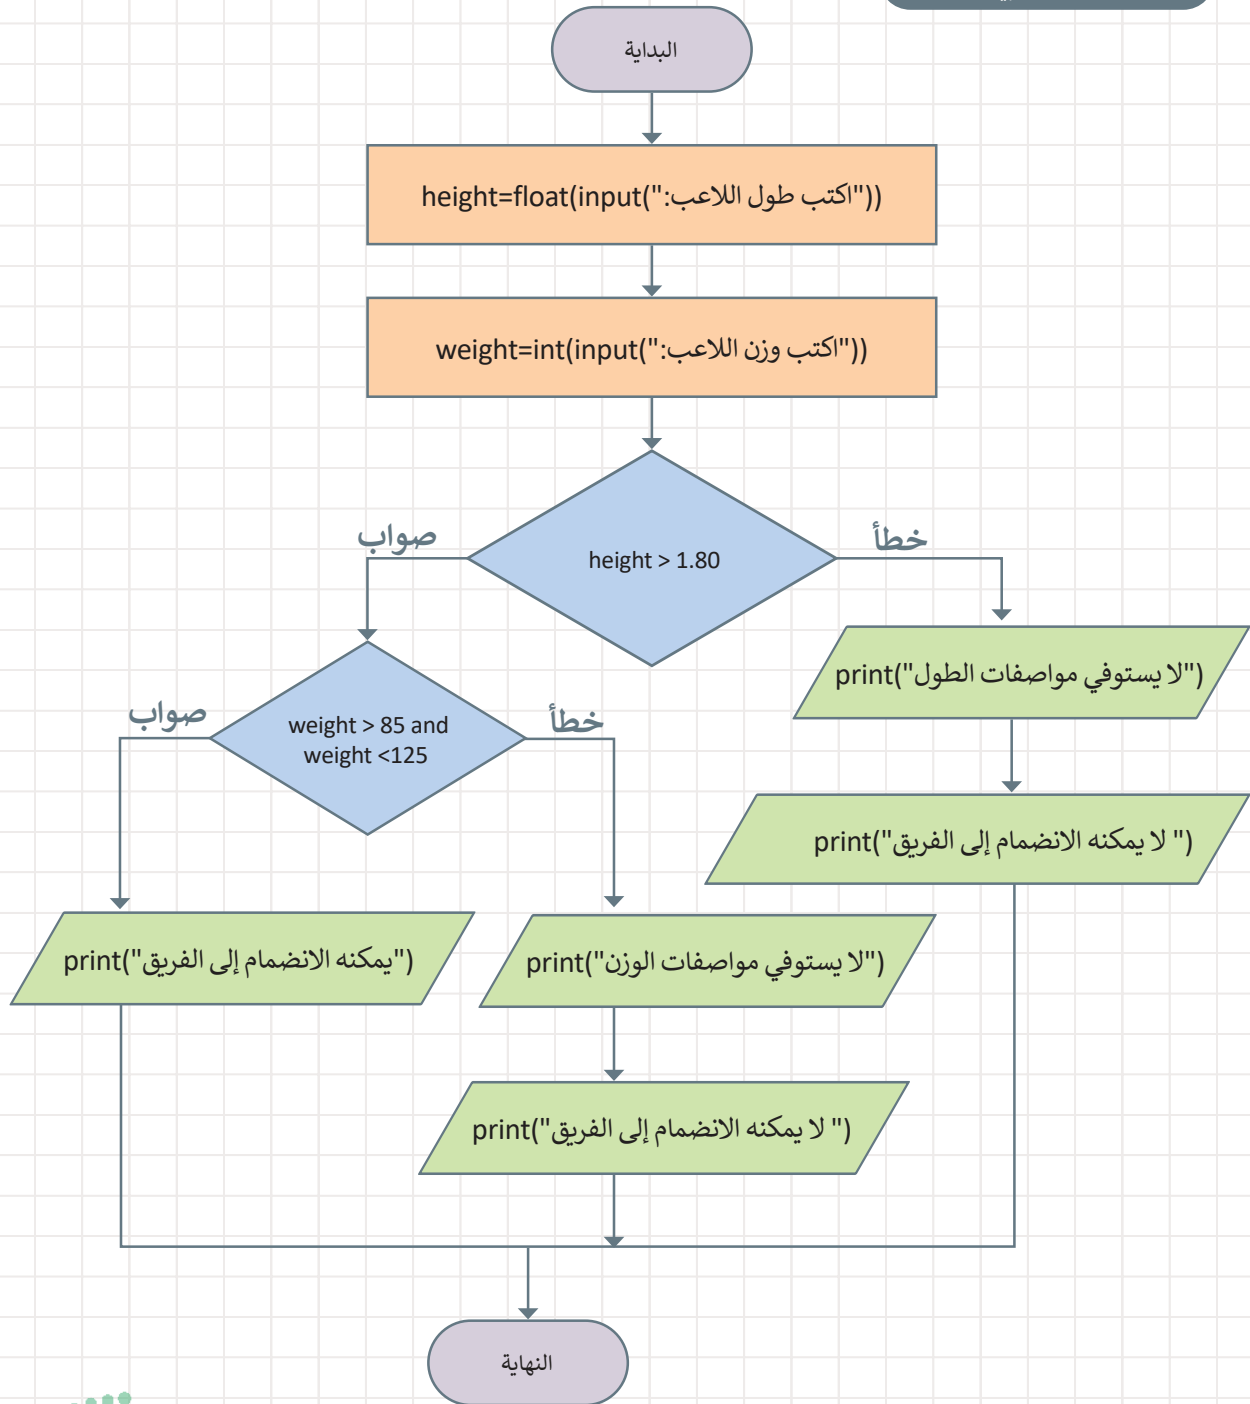 البداية
height=float(input("اكتب طول اللاعب:"))
weight=int(input("اكتب وزن اللاعب:"))
height > 1.80
صواب
خطأ
print("لا يستوفي مواصفات الطول")
weight > 85 and
weight <125
صواب
خطأ
print(" لا يمكنه الانضمام إلى الفريق")
print("يمكنه الانضمام إلى الفريق")
print("لا يستوفي مواصفات الوزن")
print(" لا يمكنه الانضمام إلى الفريق")
النهاية